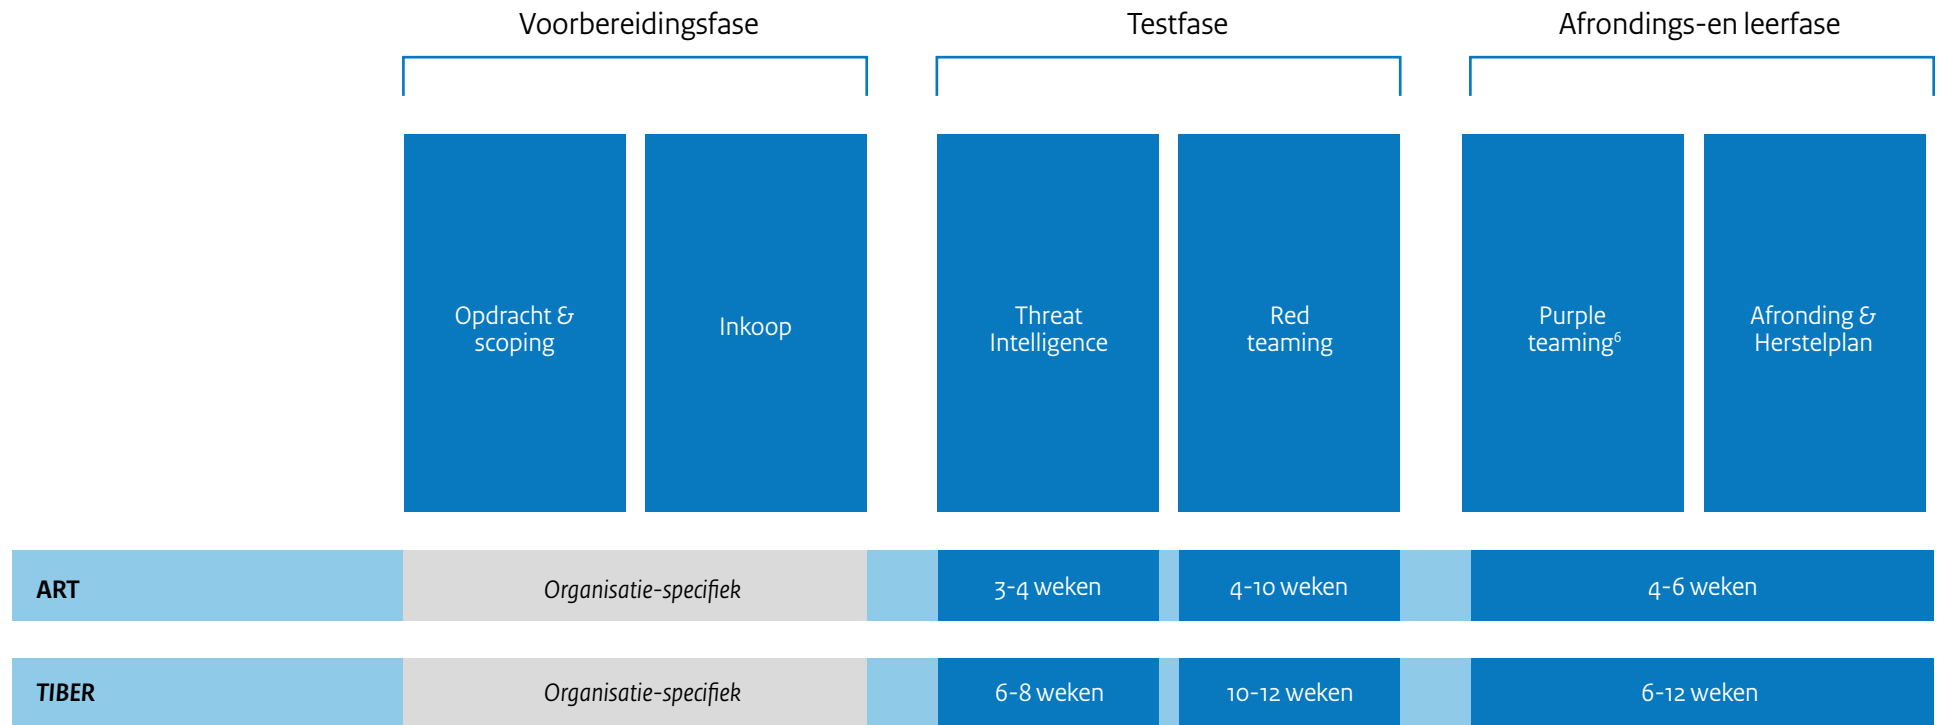 Voorbereidingsfase
Testfase
Afrondings-en leerfase
Opdracht &
scoping
Inkoop
Threat
Intelligence
Red
teaming
Purple
teaming⁶
Afronding &
Herstelplan
ART
Organisatie-specifiek
3-4 weken
4-10 weken
4-6 weken
TIBER
Organisatie-specifiek
6-8 weken
10-12 weken
6-12 weken